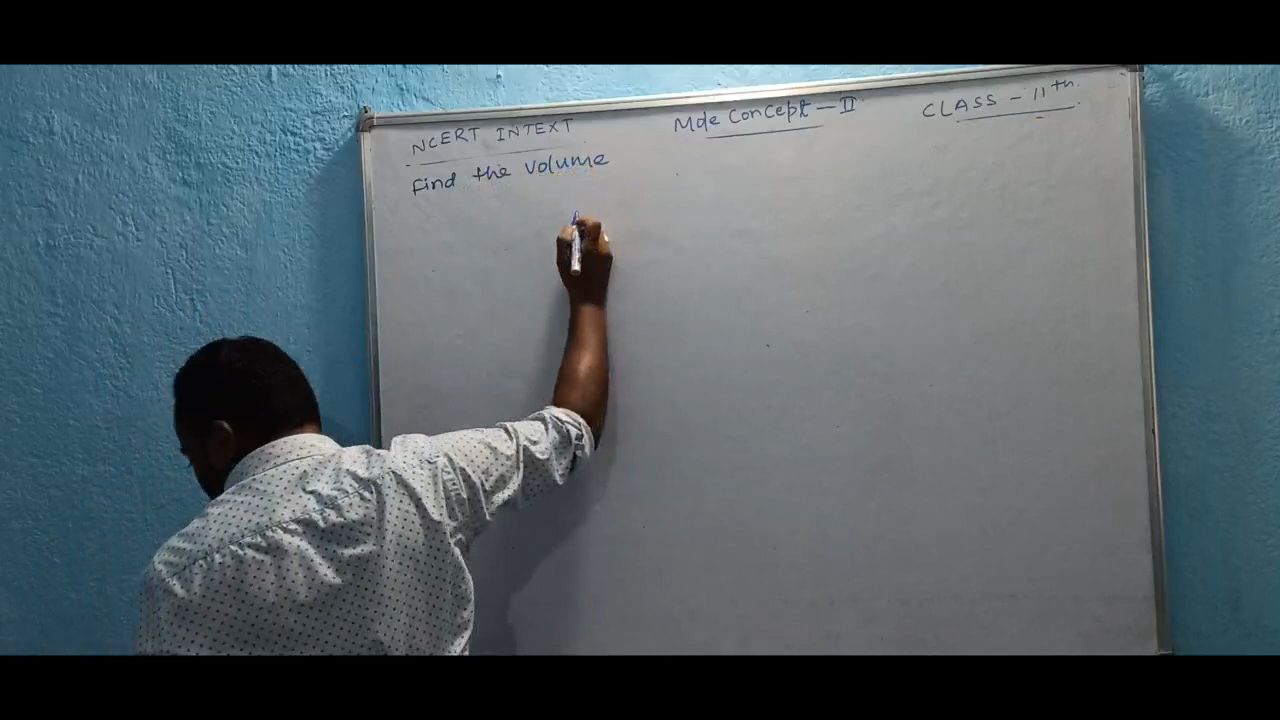 NCERT INTEXT
Mole Concept - II
CLASS - 11th.
Find the volume